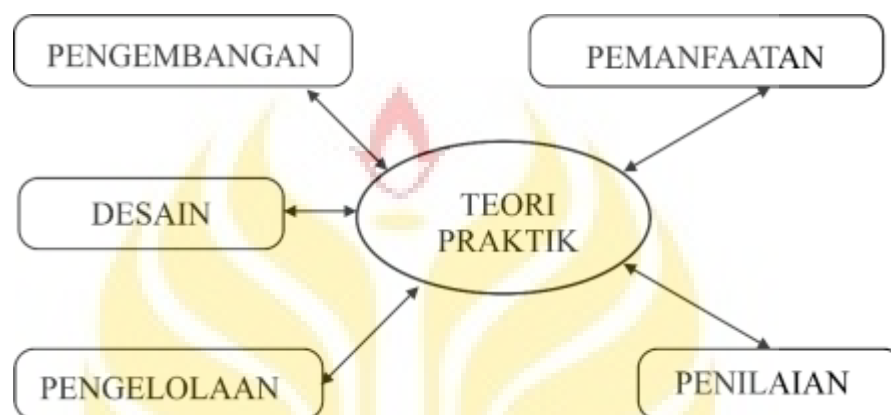 PENGEMBANGAN
PEMANFAATAN
DESAIN
TEORI
PRAKTIK
PENGELOLAAN
PENILAIAN